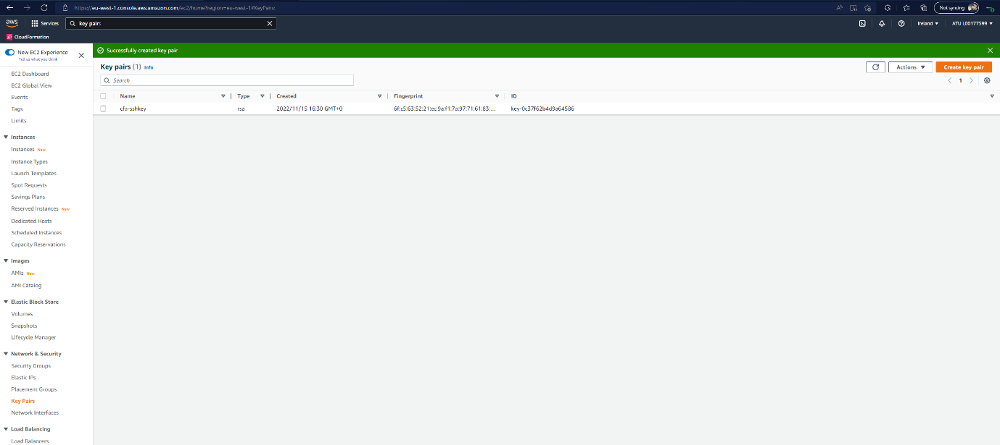 https://eu-west-1.console.aws.amazon.com/ec2/home?region=eu-west-1#KeyPairs:
Not syncing
aws
Services
key pairs
Ireland
ATU L00177599
CloudFormation
New EC2 Experience
Tell us what you think
EC2 Dashboard
EC2 Global View
Events
Tags
Limits
Instances
Instances New
Instance Types
Launch Templates
Spot Requests
Savings Plans
Reserved Instances New
Dedicated Hosts
Scheduled Instances
Capacity Reservations
Images
AMIs New
AMI Catalog
Elastic Block Store
Volumes
Snapshots
Lifecycle Manager
Network & Security
Security Groups
Elastic IPs
Placement Groups
Key Pairs
Network Interfaces
Load Balancing
Load Balancers
Successfully created key pair
Key pairs (1) Info
Actions
Create key pair
Search
1
Name Type Created Fingerprint ID
cfa-sshkey rsa 2022/11/15 16:30 GMT+0 6f:c5:63:52:21:ec:9a:f1:7a:97:71:61:83:... key-0c37f62b4d9a64586